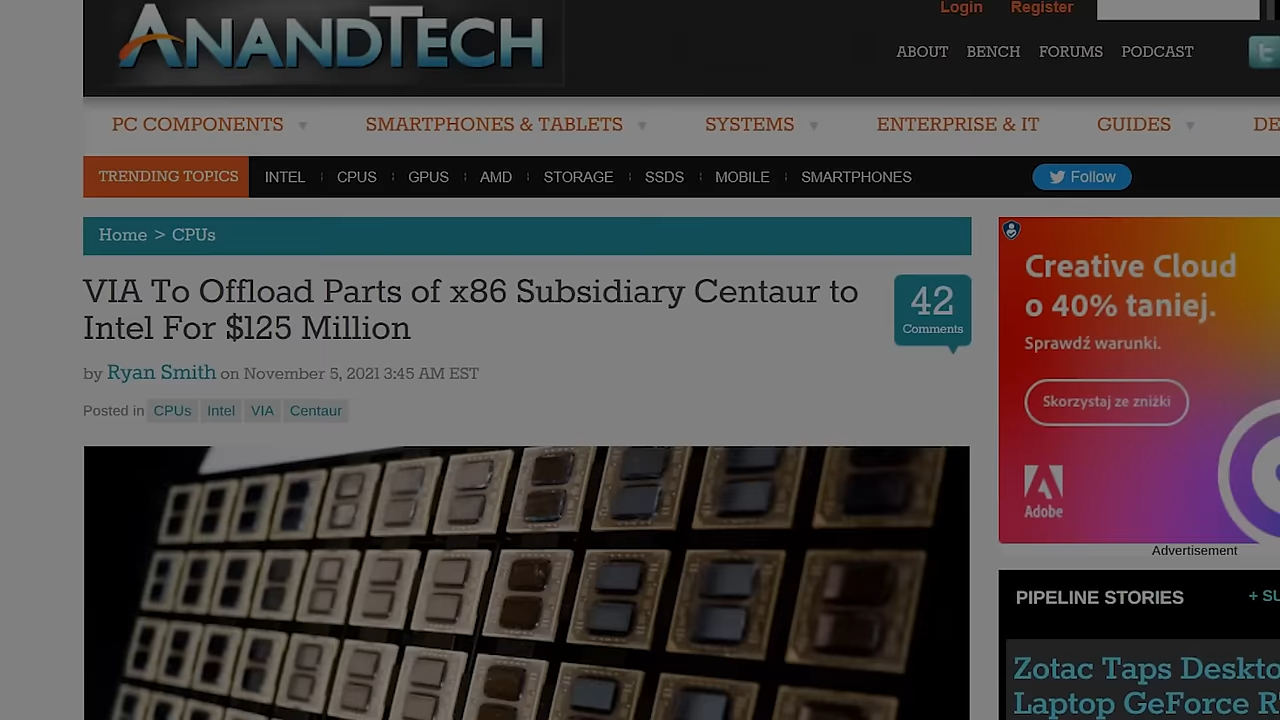 Login Register
ANANDTECH
ABOUT BENCH FORUMS PODCAST
PC COMPONENTS SMARTPHONES & TABLETS SYSTEMS ENTERPRISE & IT GUIDES DE
TRENDING TOPICS INTEL CPUS GPUS AMD STORAGE SSDS MOBILE SMARTPHONES Follow
Home > CPUs
VIA To Offload Parts of x86 Subsidiary Centaur to
Intel For $125 Million
42
Comments
by Ryan Smith on November 5, 2021 3:45 AM EST
Posted in CPUs Intel VIA Centaur
Creative Cloud
o 40% taniej.
Sprawdź warunki.
Skorzystaj ze zniżki
Adobe
Advertisement
PIPELINE STORIES + SU
Zotac Taps Deskto
Laptop GeForce R